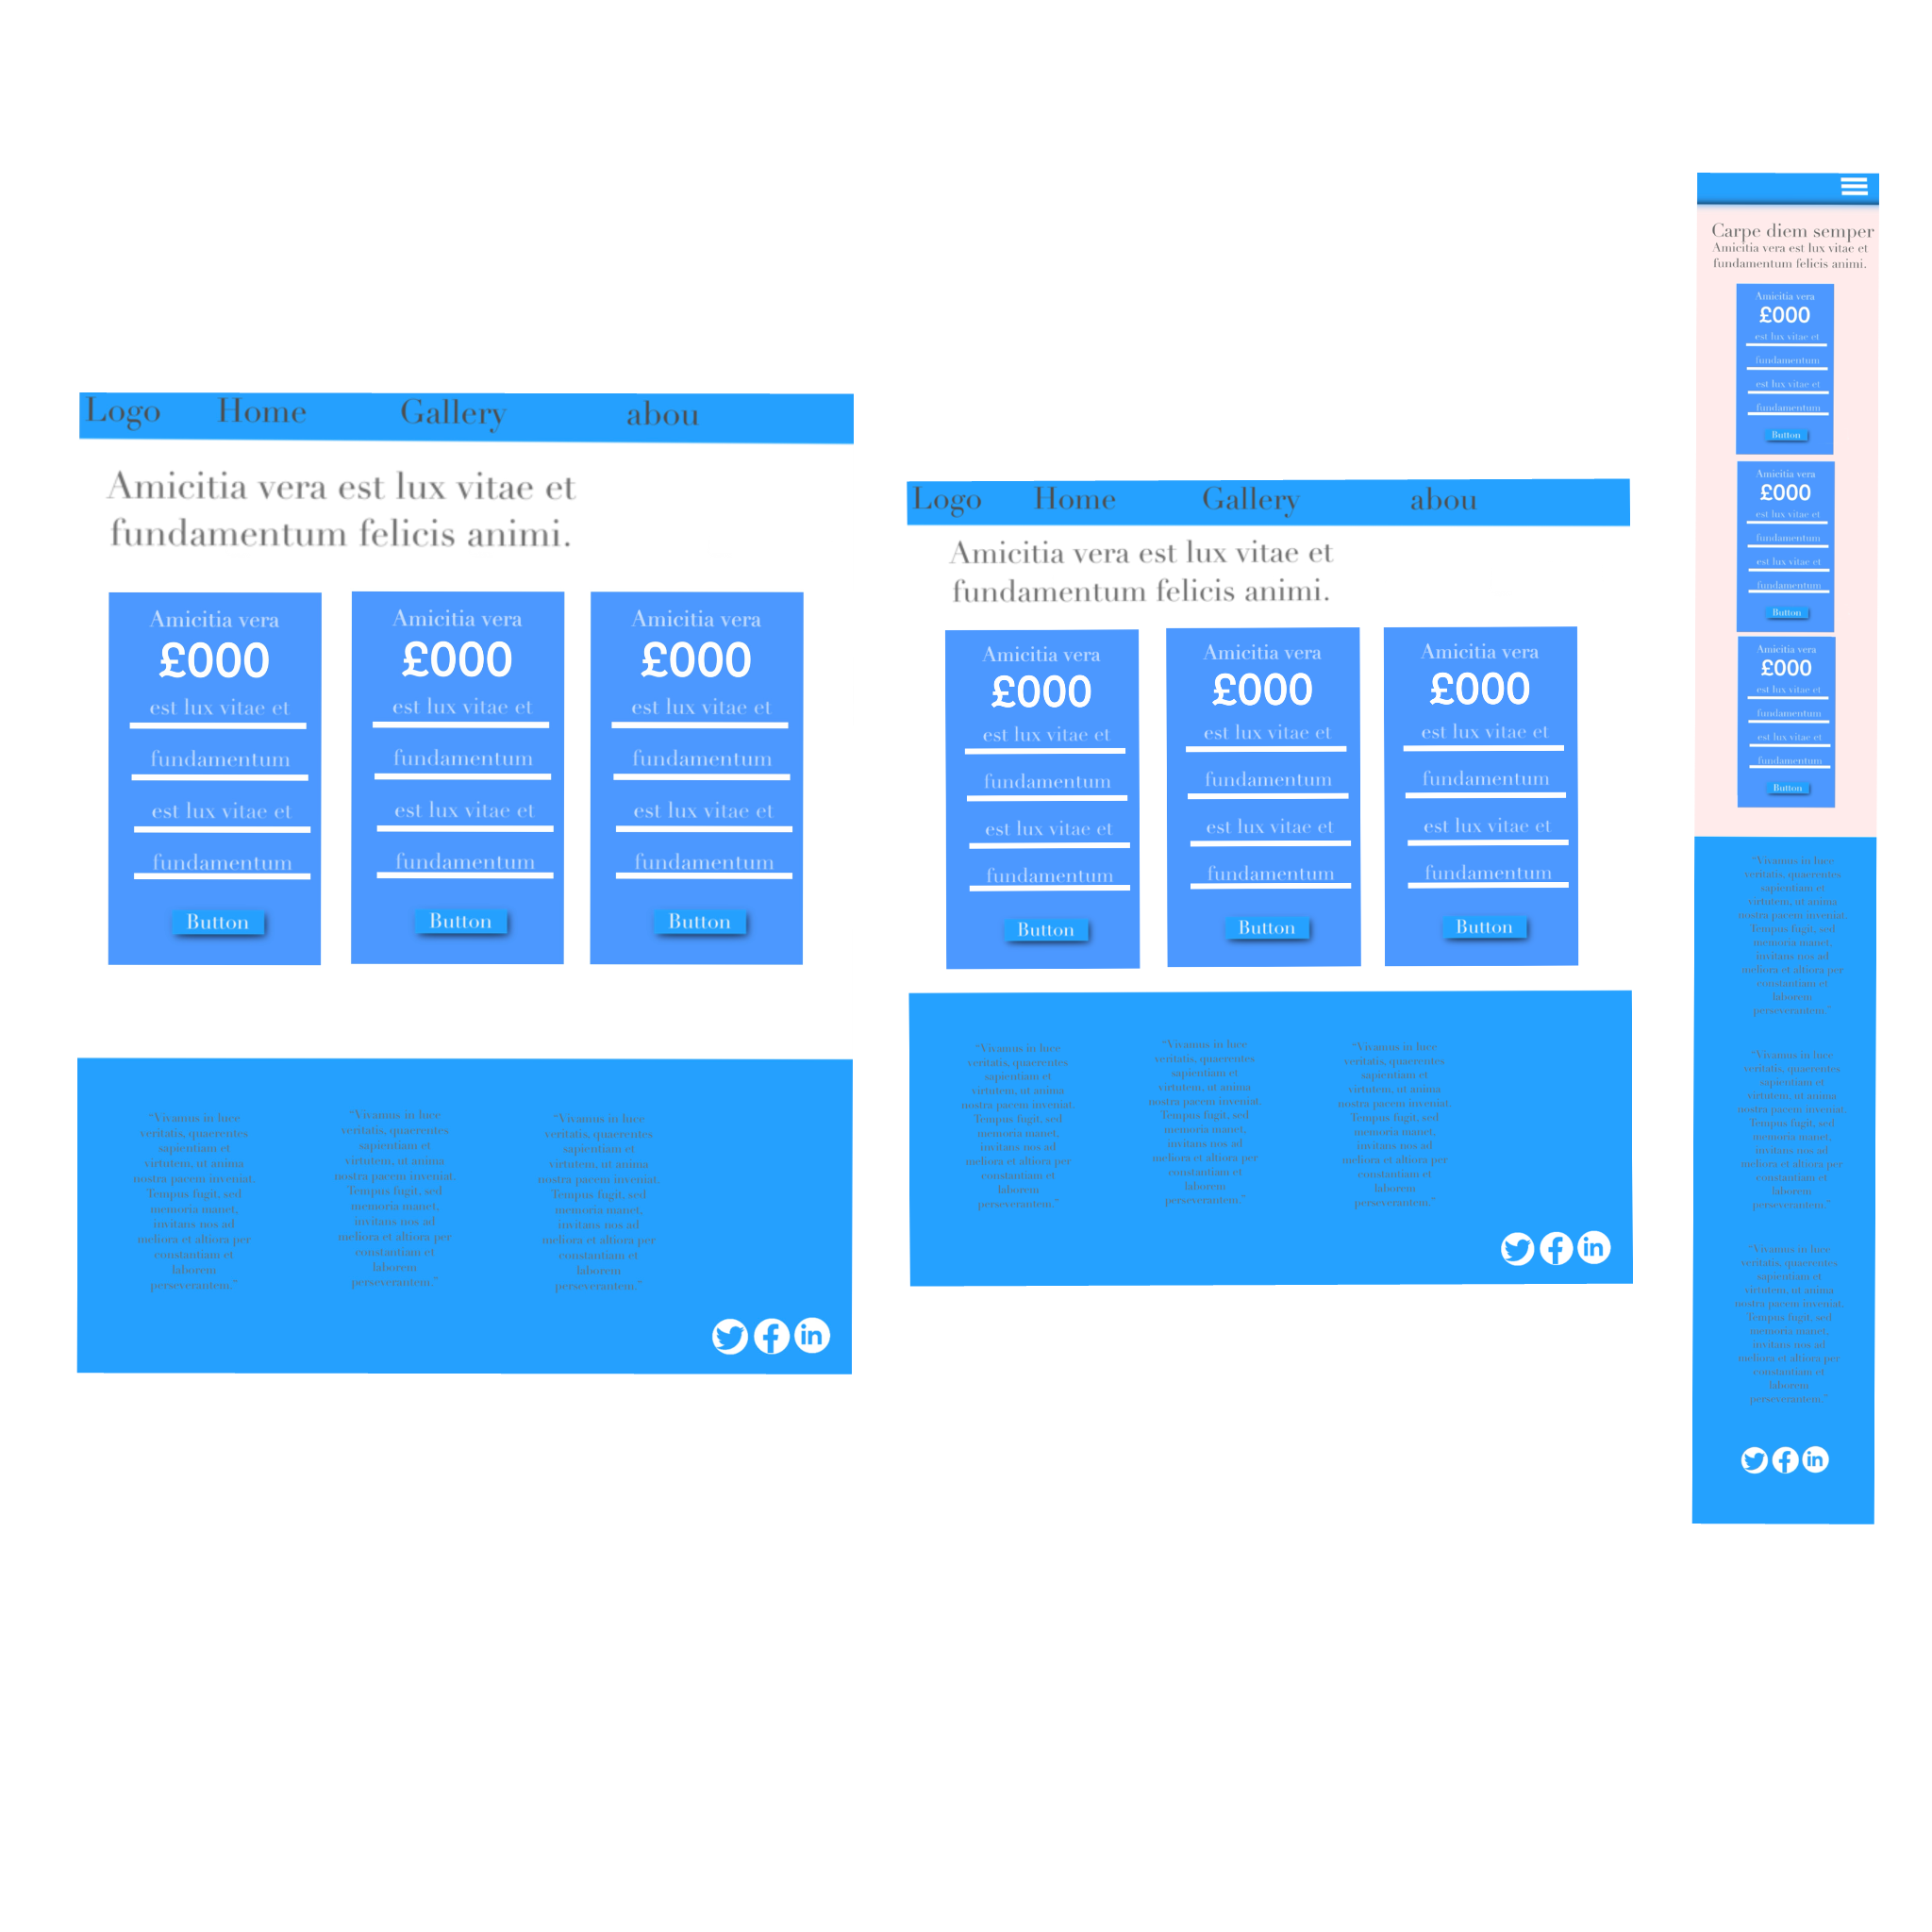 Logo Home Gallery abou
Amicitia vera est lux vitae et
fundamentum felicis animi.
Amicitia vera
£000
est lux vitae et
fundamentum
est lux vitae et
fundamentum
Button
Amicitia vera
£000
est lux vitae et
fundamentum
est lux vitae et
fundamentum
Button
Amicitia vera
£000
est lux vitae et
fundamentum
est lux vitae et
fundamentum
Button
“Vivamus in luce
veritatis, quaerentes
sapientiam et
virtutem, ut anima
nostra pacem inveniat.
Tempus fugit, sed
memoria manet,
invitans nos ad
meliora et altiora per
constantiam et
laborem
perseverantem.”
“Vivamus in luce
veritatis, quaerentes
sapientiam et
virtutem, ut anima
nostra pacem inveniat.
Tempus fugit, sed
memoria manet,
invitans nos ad
meliora et altiora per
constantiam et
laborem
perseverantem.”
“Vivamus in luce
veritatis, quaerentes
sapientiam et
virtutem, ut anima
nostra pacem inveniat.
Tempus fugit, sed
memoria manet,
invitans nos ad
meliora et altiora per
constantiam et
laborem
perseverantem.”
Logo Home Gallery abou
Amicitia vera est lux vitae et
fundamentum felicis animi.
Amicitia vera
£000
est lux vitae et
fundamentum
est lux vitae et
fundamentum
Button
Amicitia vera
£000
est lux vitae et
fundamentum
est lux vitae et
fundamentum
Button
Amicitia vera
£000
est lux vitae et
fundamentum
est lux vitae et
fundamentum
Button
“Vivamus in luce
veritatis, quaerentes
sapientiam et
virtutem, ut anima
nostra pacem inveniat.
Tempus fugit, sed
memoria manet,
invitans nos ad
meliora et altiora per
constantiam et
laborem
perseverantem.”
“Vivamus in luce
veritatis, quaerentes
sapientiam et
virtutem, ut anima
nostra pacem inveniat.
Tempus fugit, sed
memoria manet,
invitans nos ad
meliora et altiora per
constantiam et
laborem
perseverantem.”
“Vivamus in luce
veritatis, quaerentes
sapientiam et
virtutem, ut anima
nostra pacem inveniat.
Tempus fugit, sed
memoria manet,
invitans nos ad
meliora et altiora per
constantiam et
laborem
perseverantem.”
Carpe diem semper
Amicitia vera est lux vitae et
fundamentum felicis animi.
Amicitia vera
£000
est lux vitae et
fundamentum
est lux vitae et
fundamentum
Button
Amicitia vera
£000
est lux vitae et
fundamentum
est lux vitae et
fundamentum
Button
Amicitia vera
£000
est lux vitae et
fundamentum
est lux vitae et
fundamentum
Button
“Vivamus in luce
veritatis, quaerentes
sapientiam et
virtutem, ut anima
nostra pacem inveniat.
Tempus fugit, sed
memoria manet,
invitans nos ad
meliora et altiora per
constantiam et
laborem
perseverantem.”
“Vivamus in luce
veritatis, quaerentes
sapientiam et
virtutem, ut anima
nostra pacem inveniat.
Tempus fugit, sed
memoria manet,
invitans nos ad
meliora et altiora per
constantiam et
laborem
perseverantem.”
“Vivamus in luce
veritatis, quaerentes
sapientiam et
virtutem, ut anima
nostra pacem inveniat.
Tempus fugit, sed
memoria manet,
invitans nos ad
meliora et altiora per
constantiam et
laborem
perseverantem.”